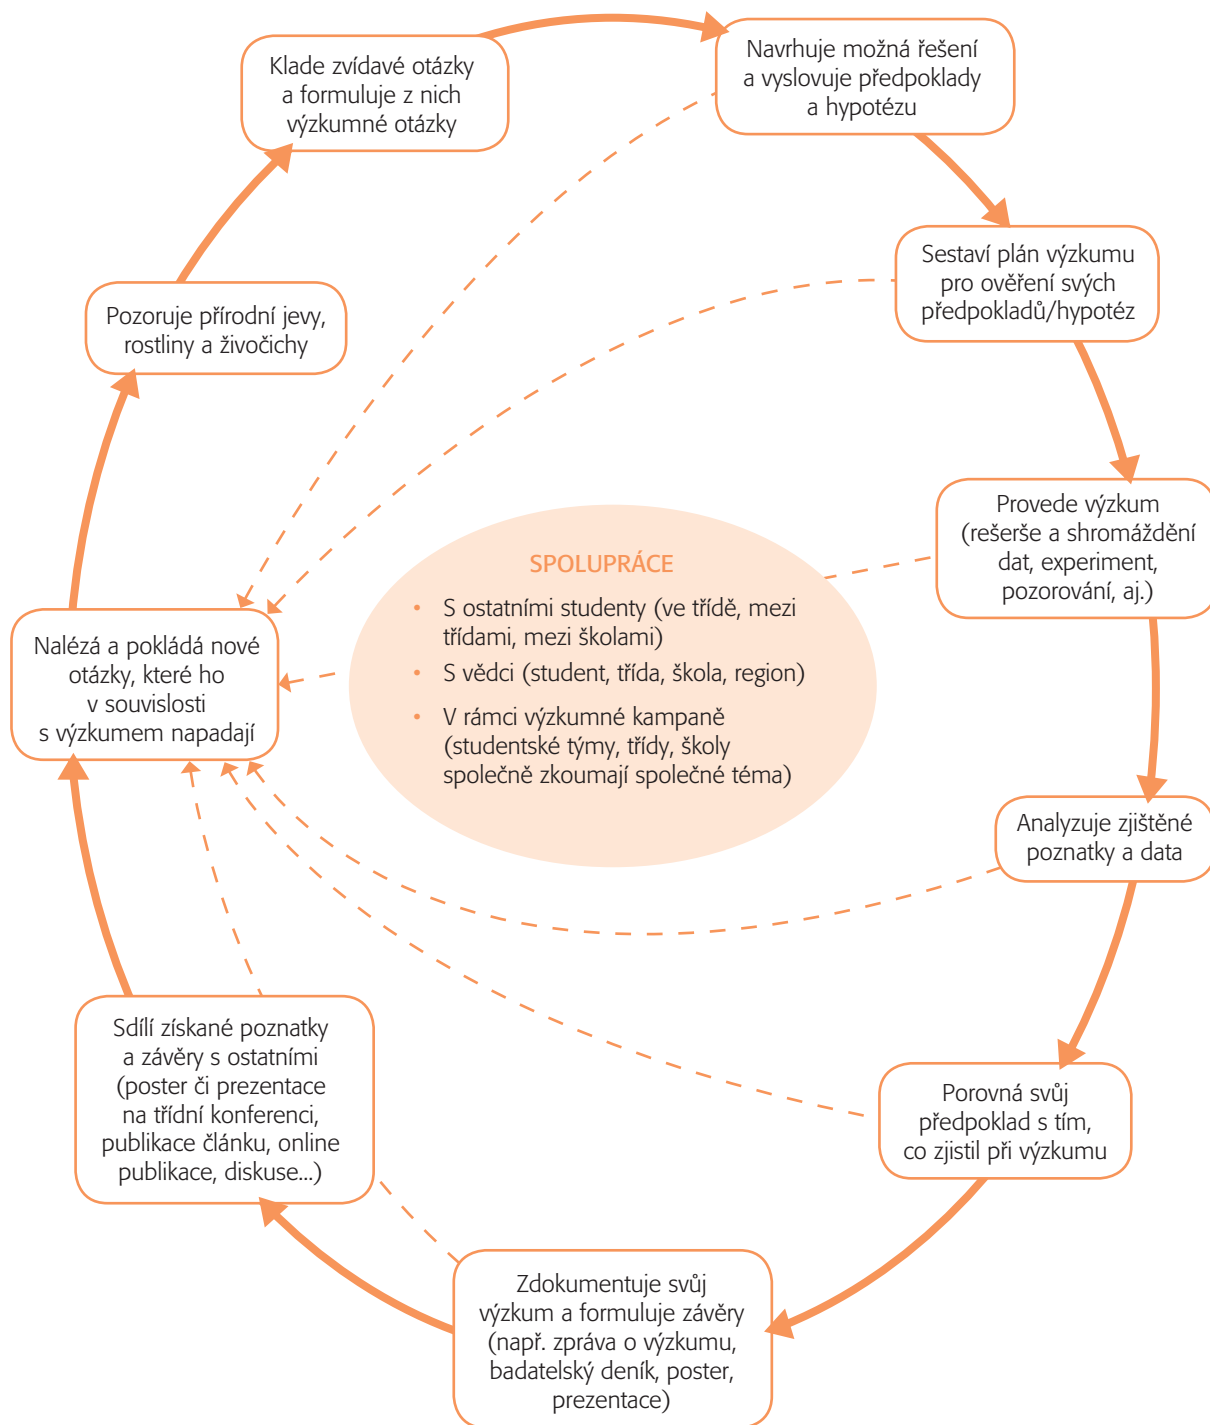 Klade zvídavé otázky
a formuluje z nich
výzkumné otázky
Navrhuje možná řešení
a vyslovuje předpoklady
a hypotézu
Sestaví plán výzkumu
pro ověření svých
předpokladů/hypotéz
Provede výzkum
(rešerše a shromáždění
dat, experiment,
pozorování, aj.)
Analyzuje zjištěné
poznatky a data
Porovná svůj
předpoklad s tím,
co zjistil při výzkumu
Zdokumentuje svůj
výzkum a formuluje závěry
(např. zpráva o výzkumu,
badatelský deník, poster,
prezentace)
Sdílí získané poznatky
a závěry s ostatními
(poster či prezentace
na třídní konferenci,
publikace článku, online
publikace, diskuse...)
Nalézá a pokládá nové
otázky, které ho
v souvislosti
s výzkumem napadají
Pozoruje přírodní jevy,
rostliny a živočichy
SPOLUPRÁCE
• S ostatními studenty (ve třídě, mezi
třídami, mezi školami)
• S vědci (student, třída, škola, region)
• V rámci výzkumné kampaně
(studentské týmy, třídy, školy
společně zkoumají společné téma)